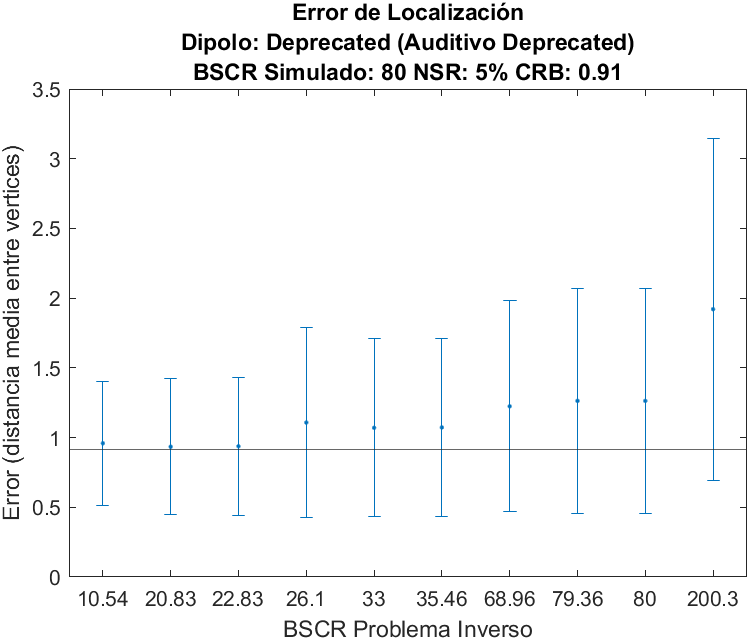 Error de Localización
Dipolo: Deprecated (Auditivo Deprecated)
BSCR Simulado: 80 NSR: 5% CRB: 0.91
Error (distancia media entre vertices)
3.5
3
2.5
2
1.5
1
0.5
0
10.54 20.83 22.83 26.1 33 35.46 68.96 79.36 80 200.3
BSCR Problema Inverso